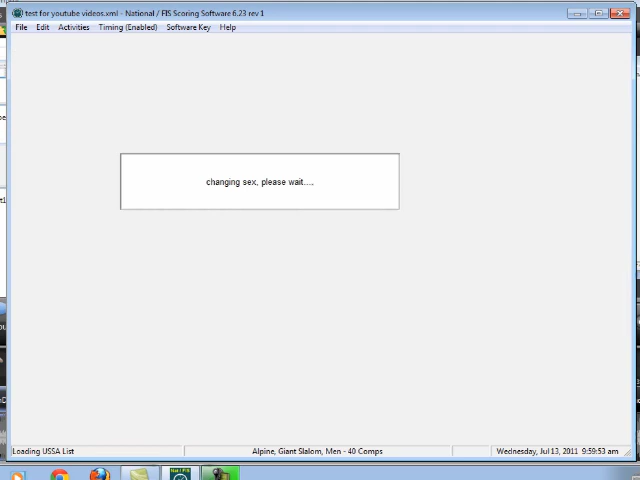 test for youtube videos.xml - National / FIS Scoring Software 6.23 rev 1
File Edit Activities Timing (Enabled) Software Key Help
changing sex, please wait....
Loading USSA List Alpine, Giant Slalom, Men - 40 Comps Wednesday, Jul 13, 2011 9:59:53 am
Nat / FIS